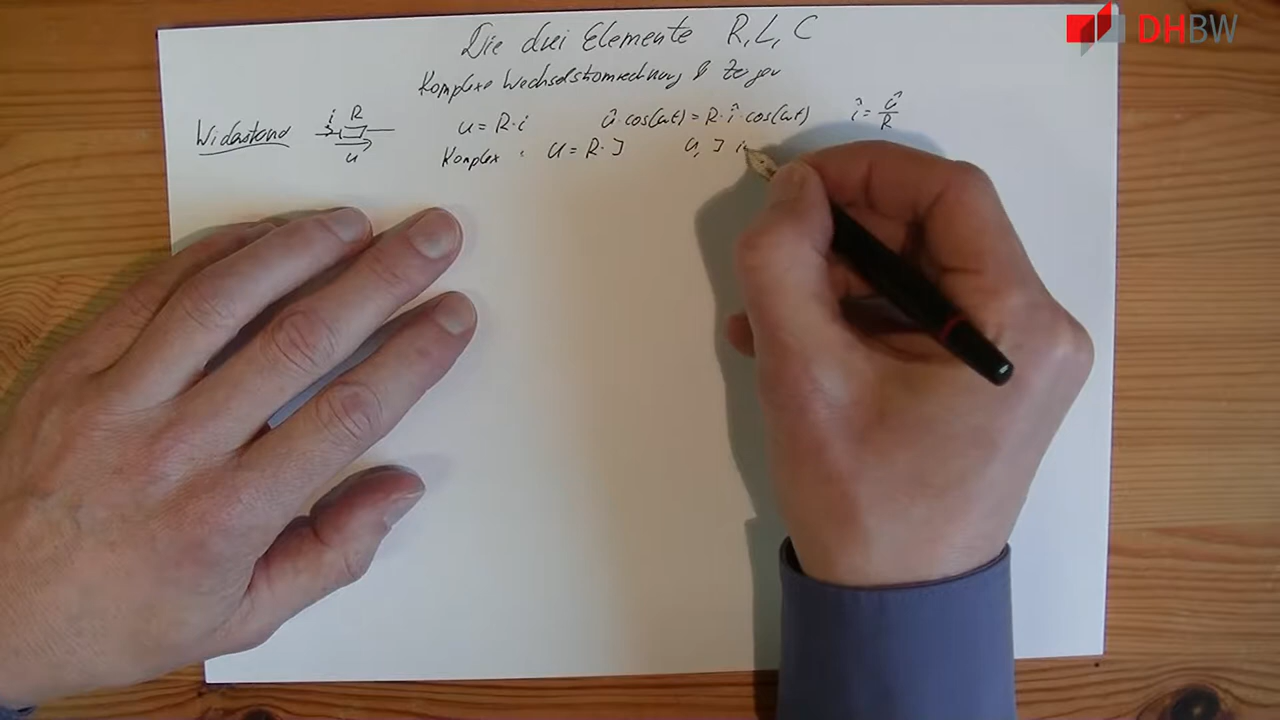 DHBW
Die drei Elemente R, L, C
Komplexe Wechselstromrechnung & Zeiger
Widerstand i R u u = R·i û·cos(ωt) = R·î·cos(ωt) î = û/R
Komplex: U = R·I U, I i